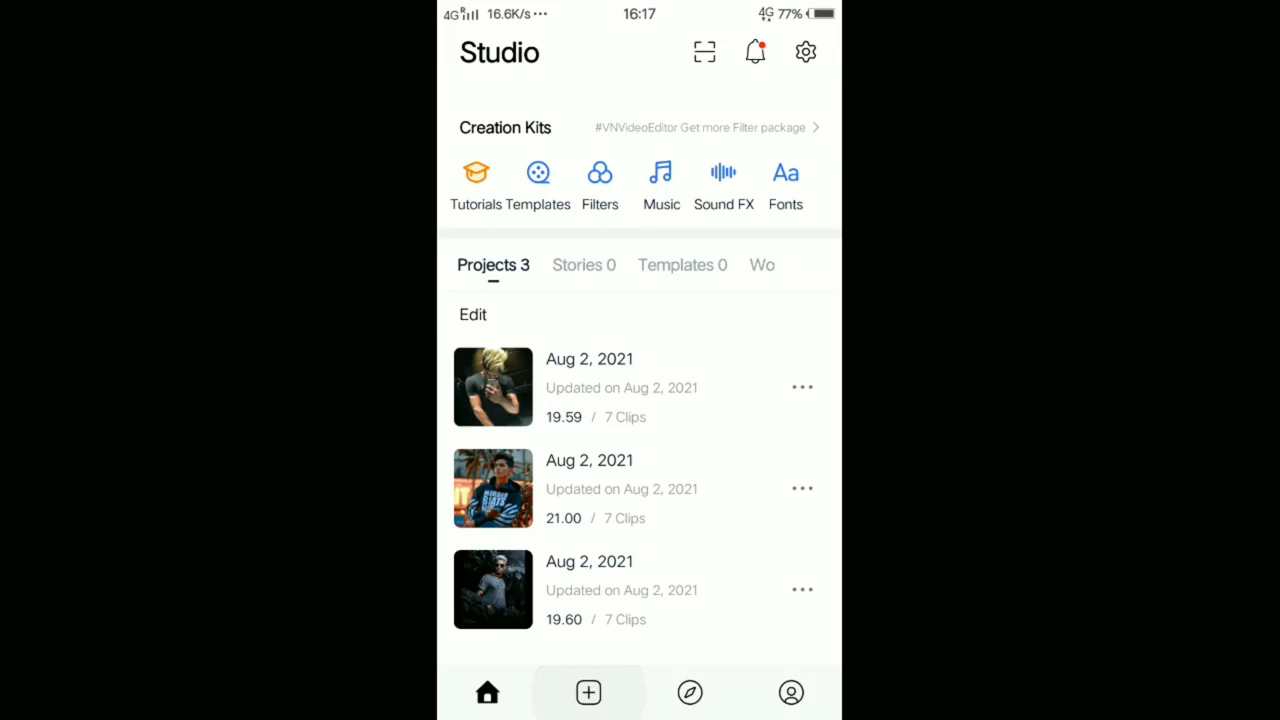 4G R 16.6K/s ··· 16:17 4G 77%
Studio
Creation Kits #VNVideoEditor Get more Filter package
Aa
Tutorials Templates Filters Music Sound FX Fonts
Projects 3 Stories 0 Templates 0 Wo
Edit
Aug 2, 2021
Updated on Aug 2, 2021
19.59 / 7 Clips
Aug 2, 2021
Updated on Aug 2, 2021
21.00 / 7 Clips
Aug 2, 2021
Updated on Aug 2, 2021
19.60 / 7 Clips